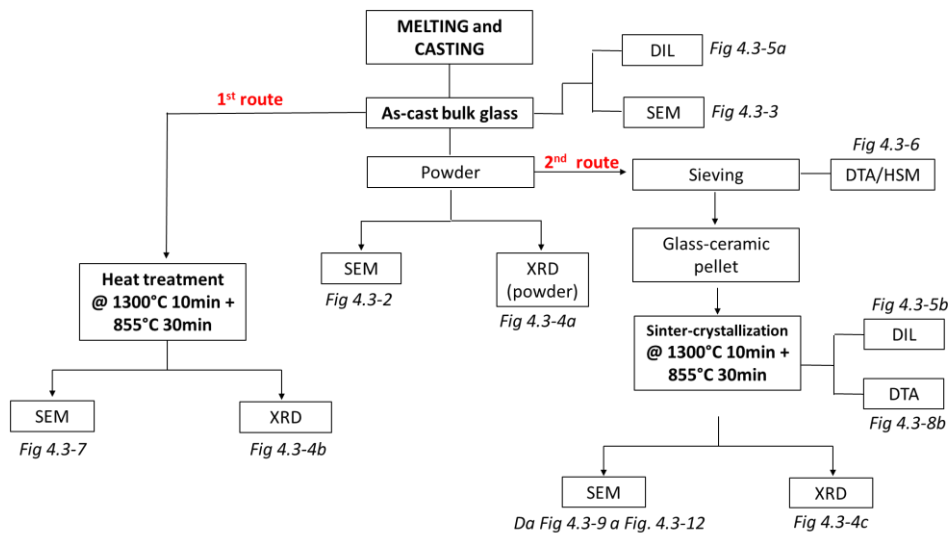 MELTING and
CASTING
DIL
Fig 4.3-5a
1st route
As-cast bulk glass
SEM
Fig 4.3-3
Powder
2nd route
Sieving
Fig 4.3-6
DTA/HSM
Glass-ceramic
pellet
SEM
Fig 4.3-2
XRD
(powder)
Fig 4.3-4a
Heat treatment
@ 1300°C 10min +
855°C 30min
Sinter-crystallization
@ 1300°C 10min +
855°C 30min
Fig 4.3-5b
DIL
DTA
Fig 4.3-8b
SEM
Fig 4.3-7
XRD
Fig 4.3-4b
SEM
Da Fig 4.3-9 a Fig. 4.3-12
XRD
Fig 4.3-4c